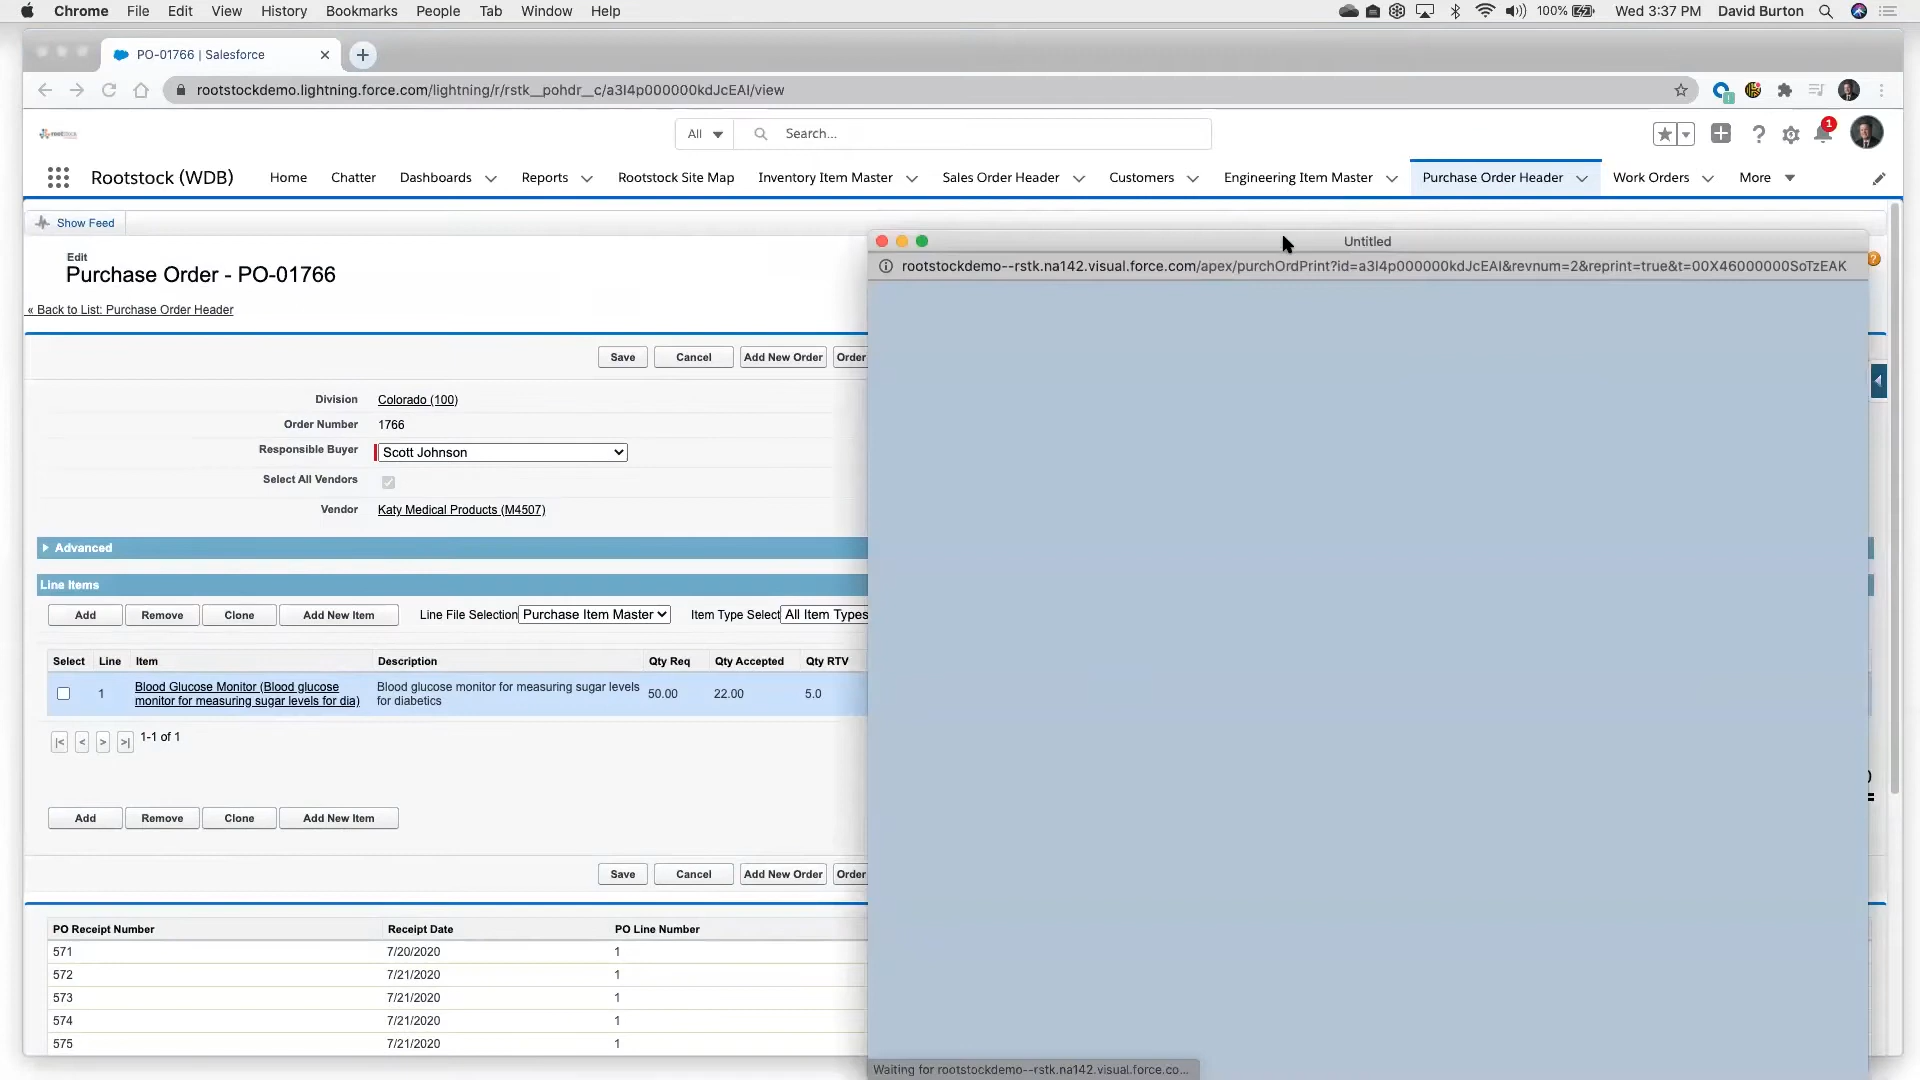 Chrome File Edit View History Bookmarks People Tab Window Help 100% Wed 3:37 PM David Burton
PO-01766 | Salesforce
rootstockdemo.lightning.force.com/lightning/r/rstk__pohdr__c/a3l4p000000kdJcEAI/view
rootstock All Search... 1
Rootstock (WDB) Home Chatter Dashboards Reports Rootstock Site Map Inventory Item Master Sales Order Header Customers Engineering Item Master Purchase Order Header Work Orders More
Show Feed
Untitled
rootstockdemo--rstk.na142.visual.force.com/apex/purchOrdPrint?id=a3l4p000000kdJcEAI&revnum=2&reprint=true&t=00X46000000SoTzEAK
Edit
Purchase Order - PO-01766
« Back to List: Purchase Order Header
Save Cancel Add New Order Order
Division Colorado (100)
Order Number 1766
Responsible Buyer Scott Johnson
Select All Vendors
Vendor Katy Medical Products (M4507)
Advanced
Line Items
Add Remove Clone Add New Item Line File Selection Purchase Item Master Item Type Select All Item Types
Select Line Item Description Qty Req Qty Accepted Qty RTV
1 Blood Glucose Monitor (Blood glucose monitor for measuring sugar levels for dia) Blood glucose monitor for measuring sugar levels for diabetics 50.00 22.00 5.0
|< < > >| 1-1 of 1
Add Remove Clone Add New Item
Save Cancel Add New Order Order
PO Receipt Number Receipt Date PO Line Number
571 7/20/2020 1
572 7/21/2020 1
573 7/21/2020 1
574 7/21/2020 1
575 7/21/2020 1
Waiting for rootstockdemo--rstk.na142.visual.force.co...